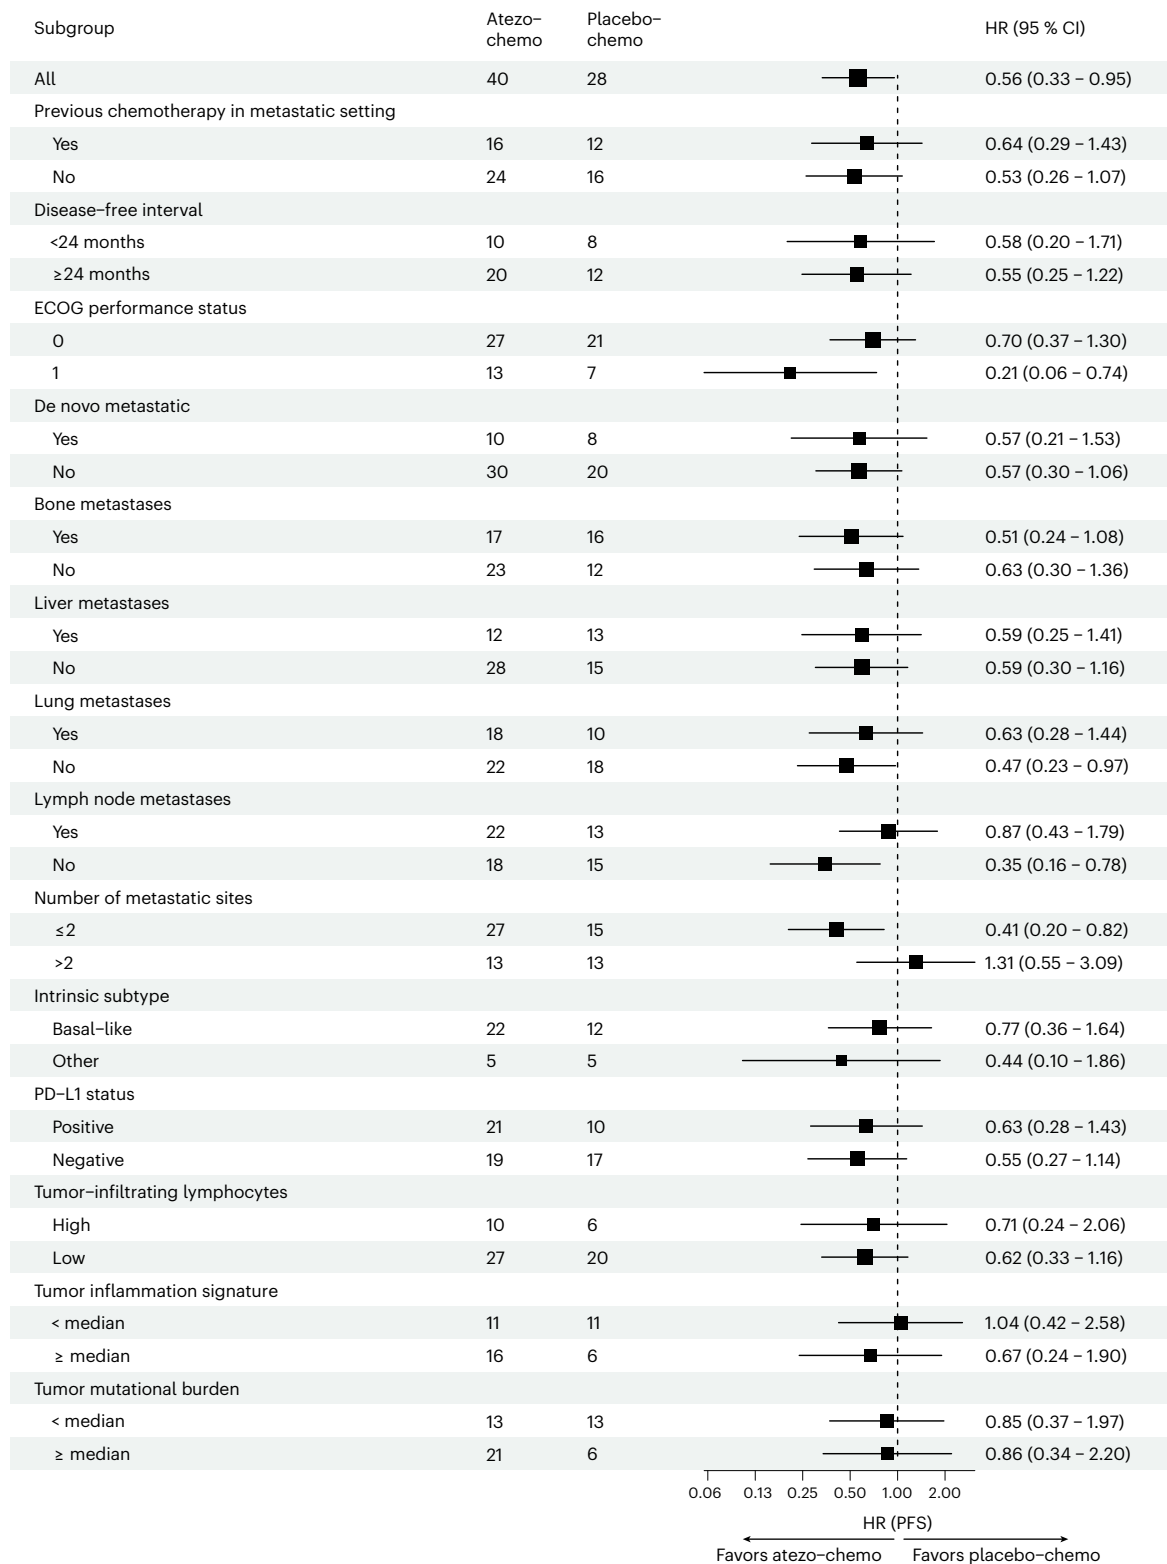 Subgroup Atezo–chemo Placebo–chemo HR (95 % CI)
All 40 28 0.56 (0.33 – 0.95)
Previous chemotherapy in metastatic setting
Yes 16 12 0.64 (0.29 – 1.43)
No 24 16 0.53 (0.26 – 1.07)
Disease–free interval
<24 months 10 8 0.58 (0.20 – 1.71)
≥24 months 20 12 0.55 (0.25 – 1.22)
ECOG performance status
0 27 21 0.70 (0.37 – 1.30)
1 13 7 0.21 (0.06 – 0.74)
De novo metastatic
Yes 10 8 0.57 (0.21 – 1.53)
No 30 20 0.57 (0.30 – 1.06)
Bone metastases
Yes 17 16 0.51 (0.24 – 1.08)
No 23 12 0.63 (0.30 – 1.36)
Liver metastases
Yes 12 13 0.59 (0.25 – 1.41)
No 28 15 0.59 (0.30 – 1.16)
Lung metastases
Yes 18 10 0.63 (0.28 – 1.44)
No 22 18 0.47 (0.23 – 0.97)
Lymph node metastases
Yes 22 13 0.87 (0.43 – 1.79)
No 18 15 0.35 (0.16 – 0.78)
Number of metastatic sites
≤2 27 15 0.41 (0.20 – 0.82)
>2 13 13 1.31 (0.55 – 3.09)
Intrinsic subtype
Basal–like 22 12 0.77 (0.36 – 1.64)
Other 5 5 0.44 (0.10 – 1.86)
PD–L1 status
Positive 21 10 0.63 (0.28 – 1.43)
Negative 19 17 0.55 (0.27 – 1.14)
Tumor–infiltrating lymphocytes
High 10 6 0.71 (0.24 – 2.06)
Low 27 20 0.62 (0.33 – 1.16)
Tumor inflammation signature
< median 11 11 1.04 (0.42 – 2.58)
≥ median 16 6 0.67 (0.24 – 1.90)
Tumor mutational burden
< median 13 13 0.85 (0.37 – 1.97)
≥ median 21 6 0.86 (0.34 – 2.20)
0.06 0.13 0.25 0.50 1.00 2.00
HR (PFS)
Favors atezo–chemo Favors placebo–chemo